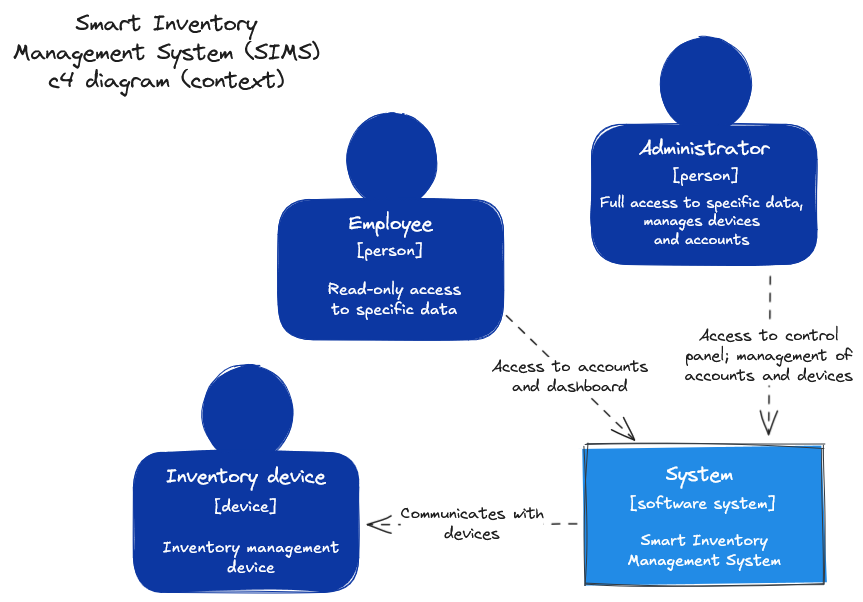 Smart Inventory
Management System (SIMS)
c4 diagram (context)
Administrator
[person]
Full access to specific data,
manages devices
and accounts
Employee
[person]
Read-only access
to specific data
Access to control
panel; management of
accounts and devices
Access to accounts
and dashboard
Inventory device
[device]
Inventory management
device
Communicates with
devices
System
[software system]
Smart Inventory
Management System